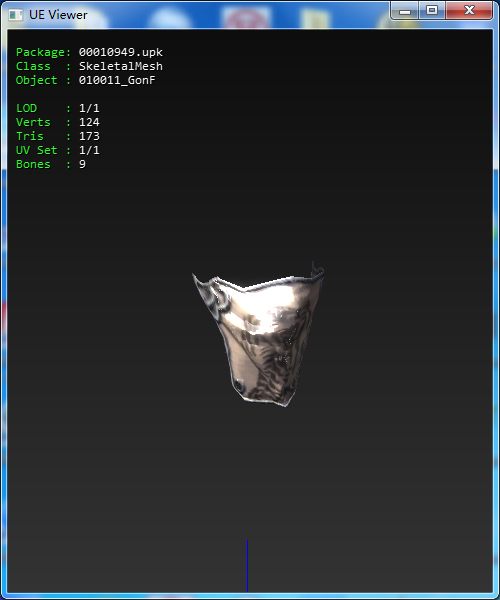 UE Viewer
Package: 00010949.upk
Class : SkeletalMesh
Object : 010011_GonF
LOD : 1/1
Verts : 124
Tris : 173
UV Set : 1/1
Bones : 9